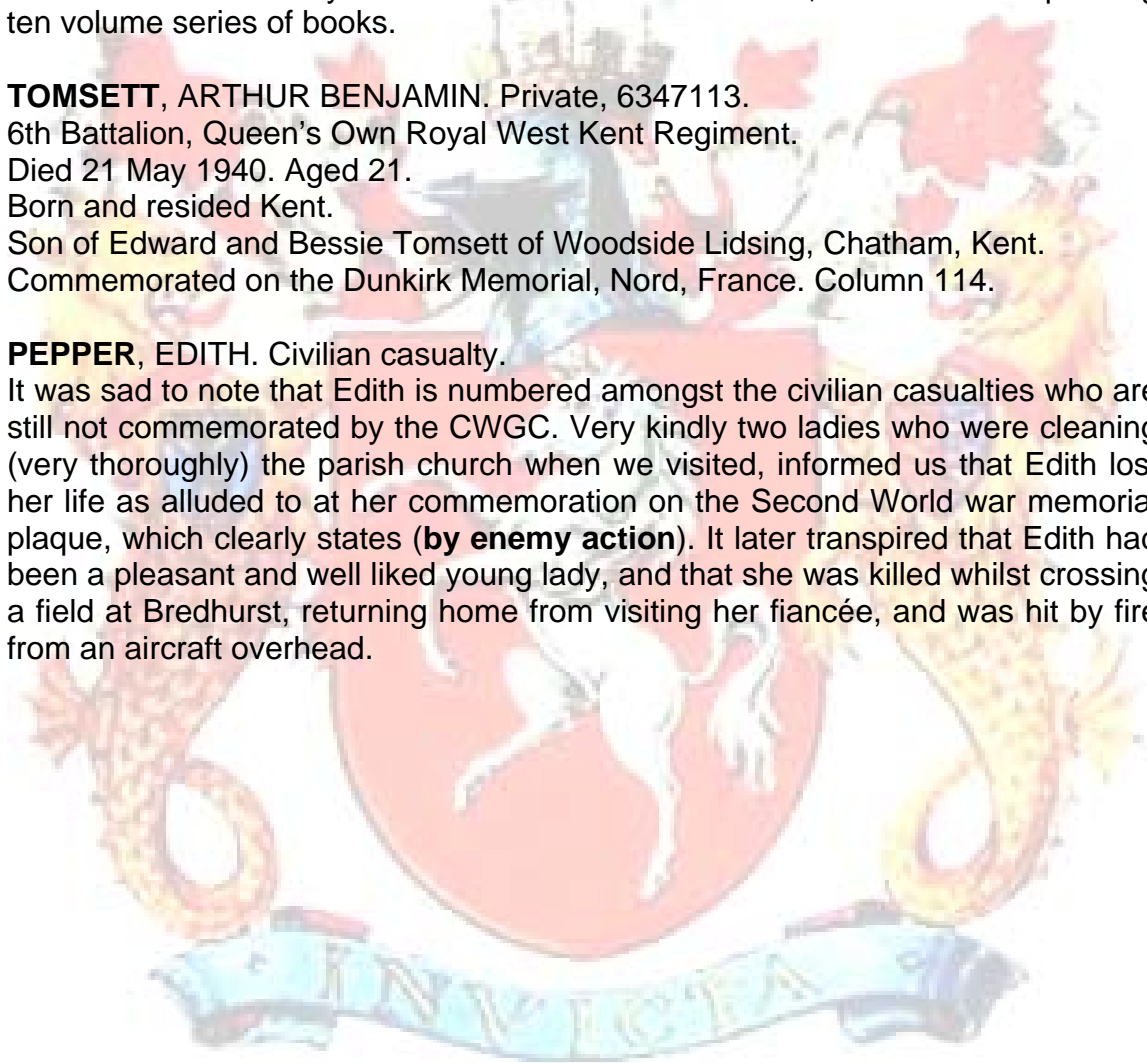 ten volume series of books.
TOMSETT, ARTHUR BENJAMIN. Private, 6347113.
6th Battalion, Queen's Own Royal West Kent Regiment.
Died 21 May 1940. Aged 21.
Born and resided Kent.
Son of Edward and Bessie Tomsett of Woodside Lidsing, Chatham, Kent.
Commemorated on the Dunkirk Memorial, Nord, France. Column 114.
PEPPER, EDITH. Civilian casualty.
It was sad to note that Edith is numbered amongst the civilian casualties who are
still not commemorated by the CWGC. Very kindly two ladies who were cleaning
(very thoroughly) the parish church when we visited, informed us that Edith los
her life as alluded to at her commemoration on the Second World war memoria
plaque, which clearly states (by enemy action). It later transpired that Edith had
been a pleasant and well liked young lady, and that she was killed whilst crossing
a field at Bredhurst, returning home from visiting her fiancée, and was hit by fire
from an aircraft overhead.
INVICTA